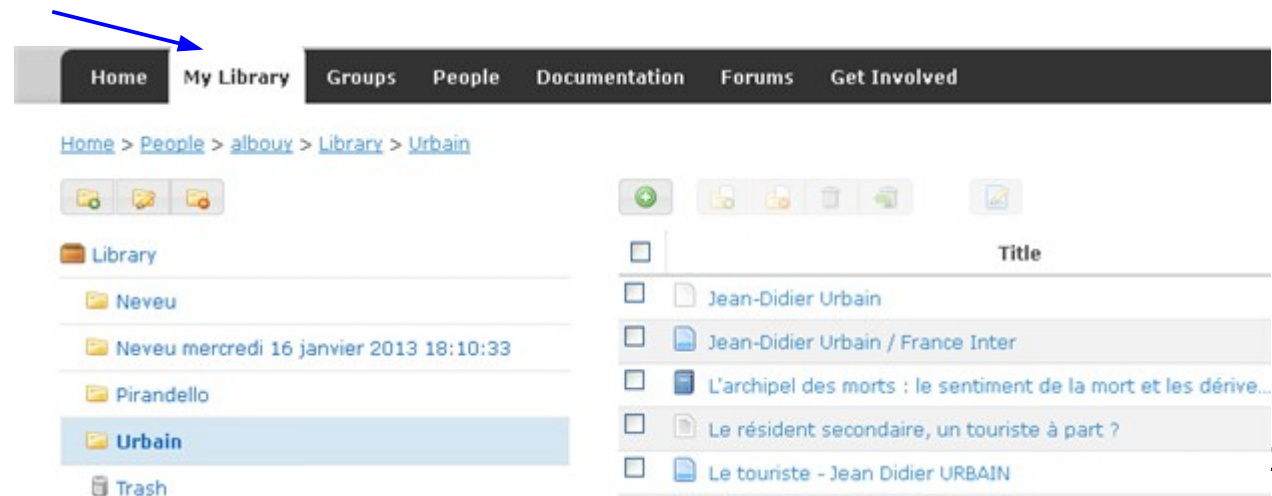 Home My Library Groups People Documentation Forums Get Involved
Home > People > albouy > Library > Urbain
Library
Neveu
Neveu mercredi 16 janvier 2013 18:10:33
Pirandello
Urbain
Trash
Title
Jean-Didier Urbain
Jean-Didier Urbain / France Inter
L'archipel des morts : le sentiment de la mort et les dérive...
Le résident secondaire, un touriste à part ?
Le touriste - Jean Didier URBAIN